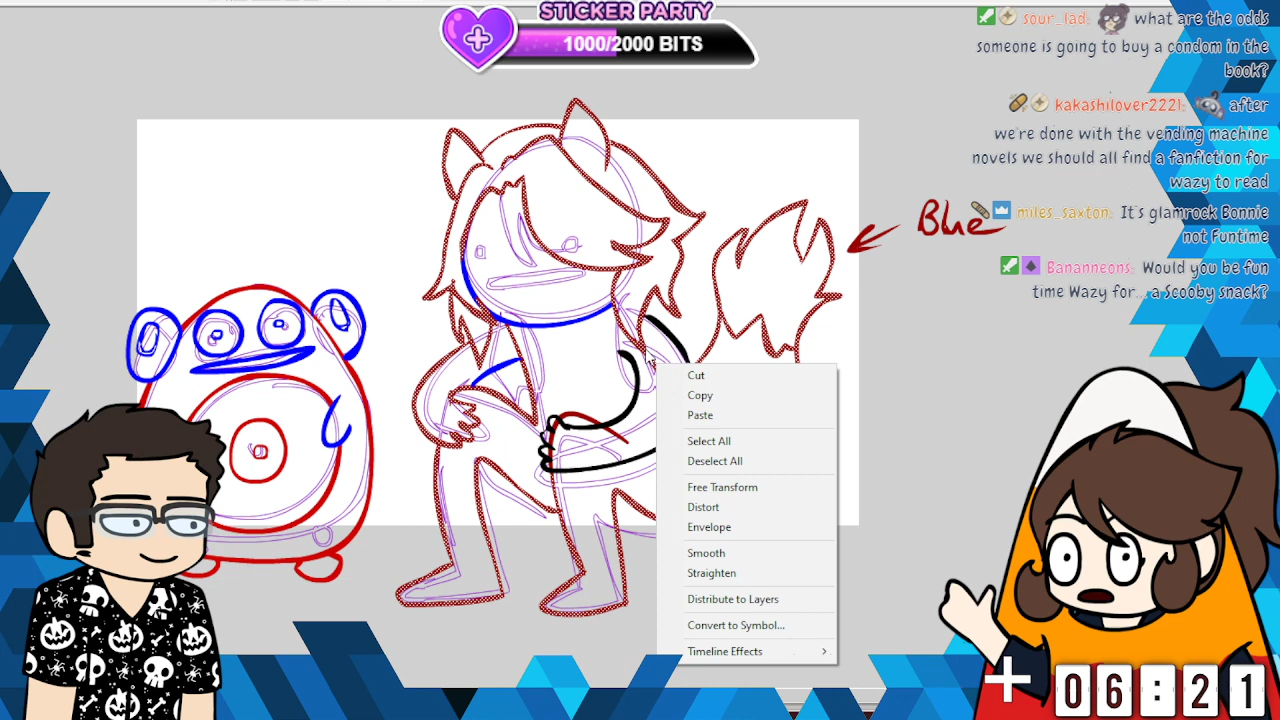 STICKER PARTY
1000/2000 BITS
sour_lad: what are the odds
someone is going to buy a condom in the
book?
kakashilover2221: after
we're done with the vending machine
novels we should all find a fanfiction for
wazy to read
miles_saxton: It's glamrock Bonnie
not Funtime
Bananneons: Would you be fun
time Wazy for... a Scooby snack?
Blue
Cut
Copy
Paste
Select All
Deselect All
Free Transform
Distort
Envelope
Smooth
Straighten
Distribute to Layers
Convert to Symbol...
Timeline Effects
+ 06:21